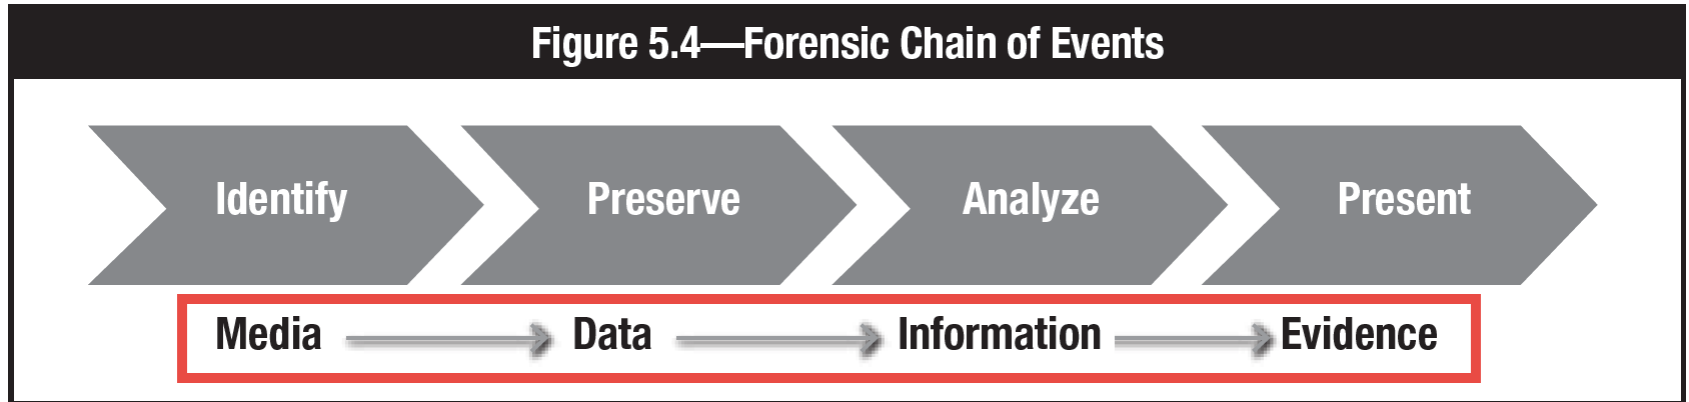 Figure 5.4—Forensic Chain of Events
Identify Preserve Analyze Present
Media Data Information Evidence